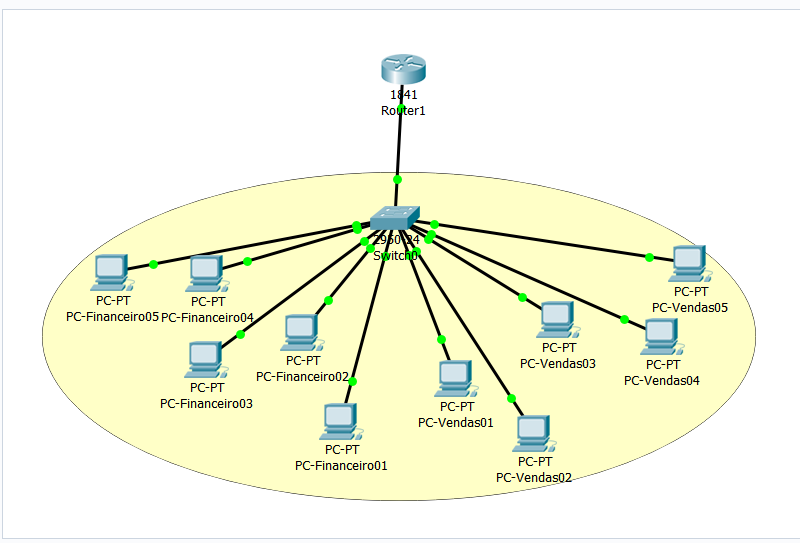 1841
Router1
2950-24
Switch0
PC-PT
PC-Financeiro05
PC-PT
PC-Financeiro04
PC-PT
PC-Vendas05
PC-PT
PC-Financeiro02
PC-PT
PC-Vendas03
PC-PT
PC-Vendas04
PC-PT
PC-Financeiro03
PC-PT
PC-Vendas01
PC-PT
PC-Financeiro01
PC-PT
PC-Vendas02